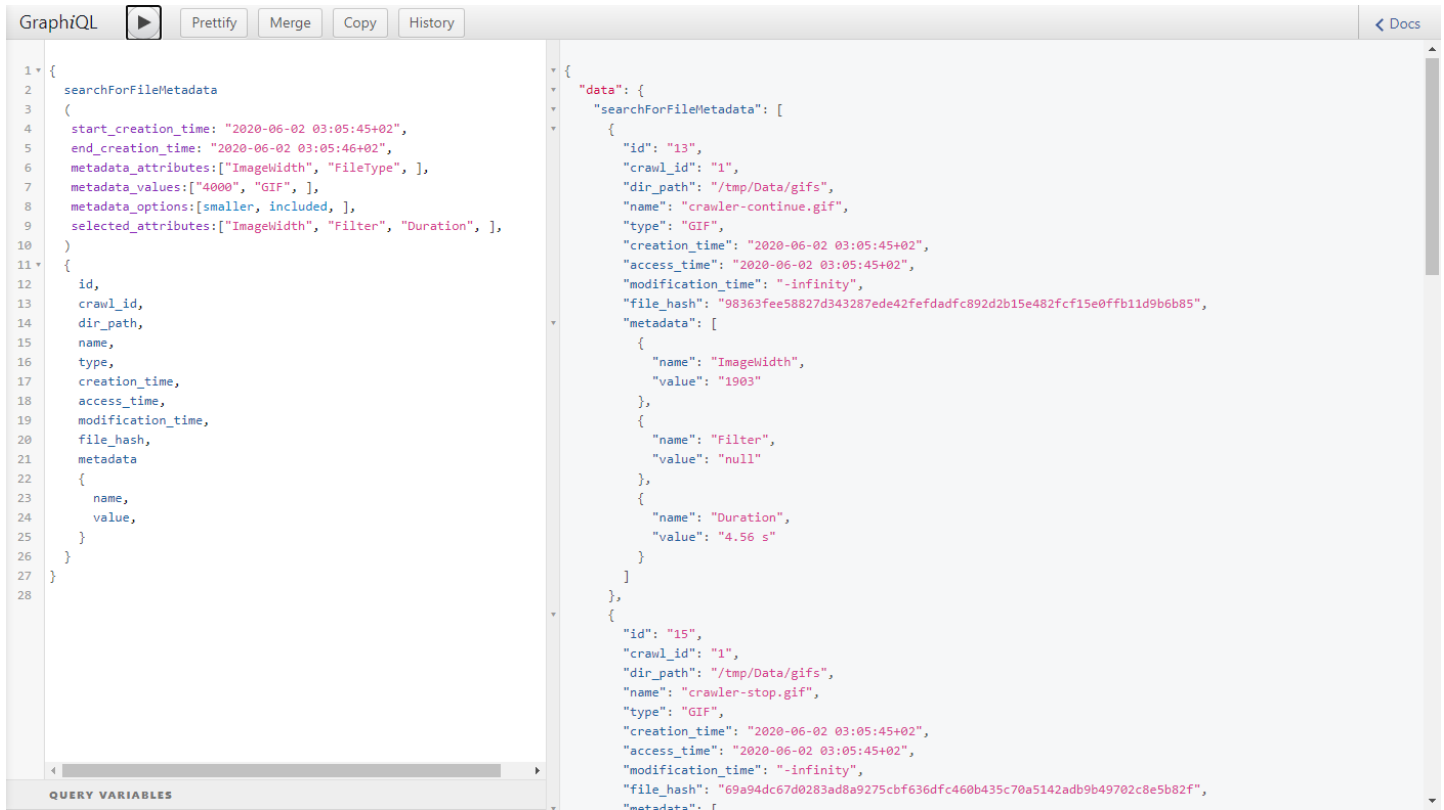 GraphiQL Prettify Merge Copy History Docs
1 {
2 searchForFileMetadata
3 (
4 start_creation_time: "2020-06-02 03:05:45+02",
5 end_creation_time: "2020-06-02 03:05:46+02",
6 metadata_attributes:["ImageWidth", "FileType", ],
7 metadata_values:["4000", "GIF", ],
8 metadata_options:[smaller, included, ],
9 selected_attributes:["ImageWidth", "Filter", "Duration", ],
10 )
11 {
12 id,
13 crawl_id,
14 dir_path,
15 name,
16 type,
17 creation_time,
18 access_time,
19 modification_time,
20 file_hash,
21 metadata
22 {
23 name,
24 value,
25 }
26 }
27 }
28
QUERY VARIABLES
{
"data": {
"searchForFileMetadata": [
{
"id": "13",
"crawl_id": "1",
"dir_path": "/tmp/Data/gifs",
"name": "crawler-continue.gif",
"type": "GIF",
"creation_time": "2020-06-02 03:05:45+02",
"access_time": "2020-06-02 03:05:45+02",
"modification_time": "-infinity",
"file_hash": "98363fee58827d343287ede42fefdadfc892d2b15e482fcf15e0ffb11d9b6b85",
"metadata": [
{
"name": "ImageWidth",
"value": "1903"
},
{
"name": "Filter",
"value": "null"
},
{
"name": "Duration",
"value": "4.56 s"
}
]
},
{
"id": "15",
"crawl_id": "1",
"dir_path": "/tmp/Data/gifs",
"name": "crawler-stop.gif",
"type": "GIF",
"creation_time": "2020-06-02 03:05:45+02",
"access_time": "2020-06-02 03:05:45+02",
"modification_time": "-infinity",
"file_hash": "69a94dc67d0283ad8a9275cbf636dfc460b435c70a5142adb9b49702c8e5b82f",
"metadata": [